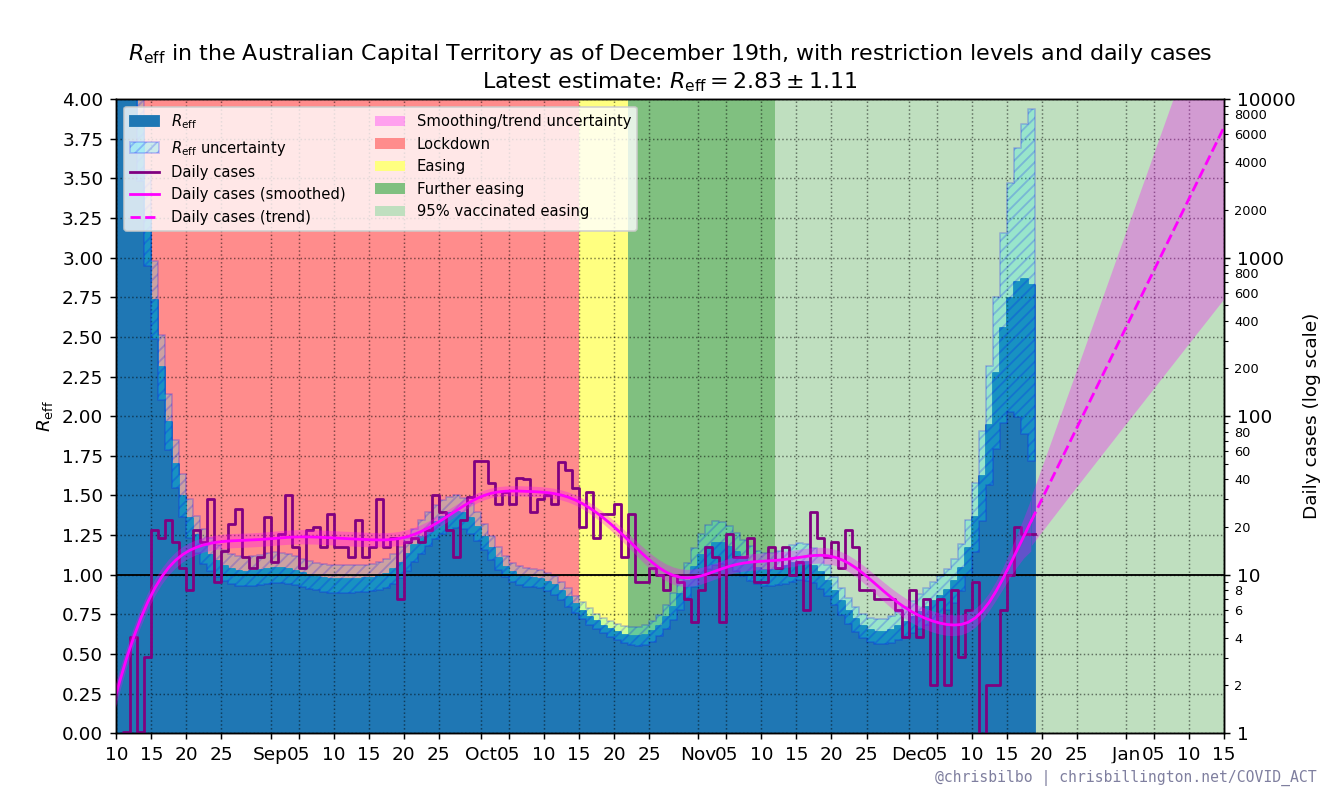 R_eff in the Australian Capital Territory as of December 19th, with restriction levels and daily cases
Latest estimate: R_eff = 2.83 ± 1.11
R_eff
R_eff uncertainty
Daily cases
Daily cases (smoothed)
Daily cases (trend)
Smoothing/trend uncertainty
Lockdown
Easing
Further easing
95% vaccinated easing
R_eff
4.00
3.75
3.50
3.25
3.00
2.75
2.50
2.25
2.00
1.75
1.50
1.25
1.00
0.75
0.50
0.25
0.00
10 15 20 25 Sep05 10 15 20 Oct05 10 15 20 25 Nov05 10 15 20 Dec05 10 15 20 25 Jan05 10 15
10000
8000
6000
4000
2000
1000
800
600
400
200
100
80
60
40
20
10
8
6
4
2
1
Daily cases (log scale)
@chrisbilbo | chrisbillington.net/COVID_ACT